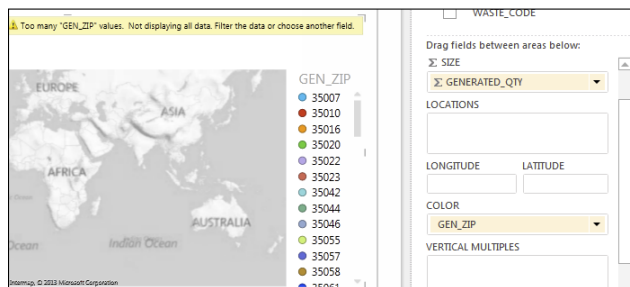 Too many "GEN_ZIP" values. Not displaying all data. Filter the data or choose another field.
EUROPE
ASIA
AFRICA
AUSTRALIA
Ocean
Indian Ocean
© 2013 Microsoft Corporation
GEN_ZIP
35007
35010
35016
35020
35022
35023
35042
35044
35046
35055
35057
35058
35061
WASTE_CODE
Drag fields between areas below:
Σ SIZE
Σ GENERATED_QTY
LOCATIONS
LONGITUDE LATITUDE
COLOR
GEN_ZIP
VERTICAL MULTIPLES